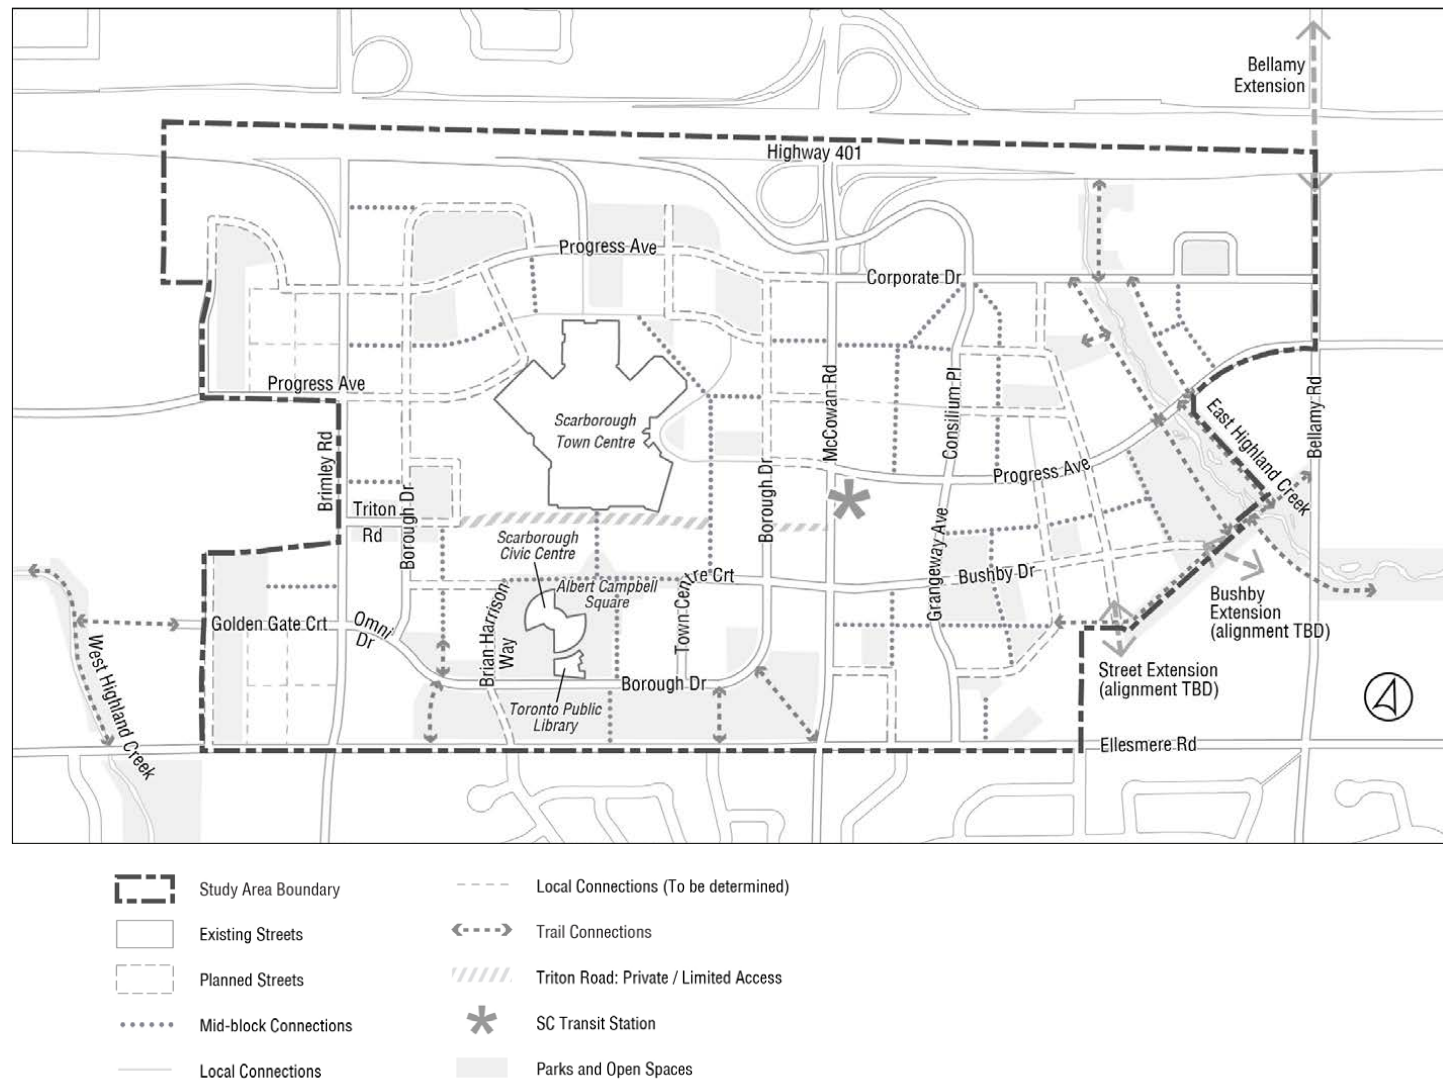 Bellamy
Extension
Highway 401
Progress Ave
Corporate Dr
Progress Ave
Scarborough
Town Centre
Brimley Rd
Borough Dr
Borough Dr
McCowan Rd
Consilium Pl
Progress Ave
East Highland Creek
Bellamy Rd
Triton
Rd
Scarborough
Civic Centre
Albert Campbell
Square
Town Centre Crt
Grangeway Ave
Bushby Dr
Bushby
Extension
(alignment TBD)
Golden Gate Crt
Omni
Dr
Brian Harrison
Way
West Highland Creek
Borough Dr
Toronto Public
Library
Street Extension
(alignment TBD)
Ellesmere Rd
Study Area Boundary
Existing Streets
Planned Streets
Mid-block Connections
Local Connections
Local Connections (To be determined)
Trail Connections
Triton Road: Private / Limited Access
SC Transit Station
Parks and Open Spaces